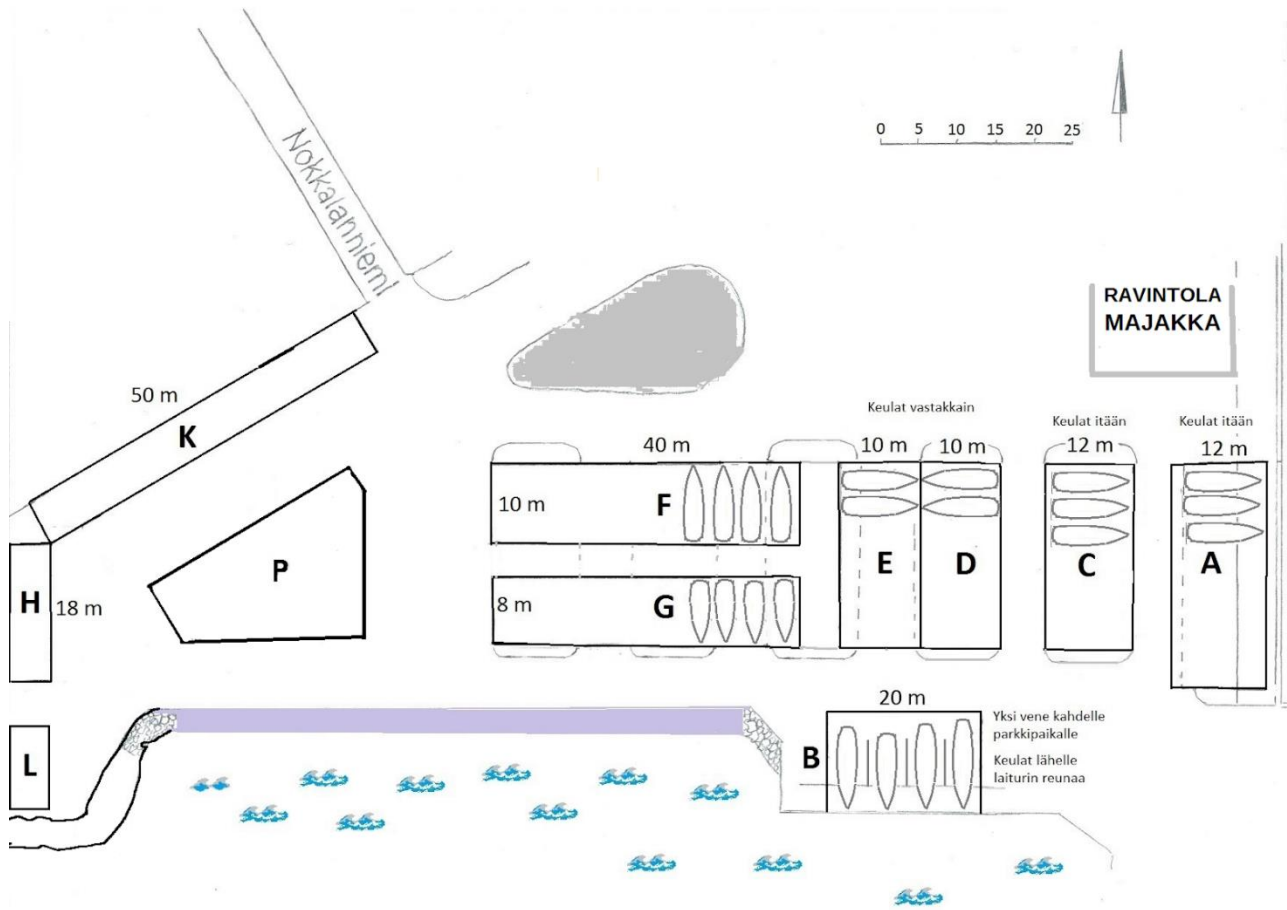 Nokkalanniemi
0 5 10 15 20 25
RAVINTOLA
MAJAKKA
50 m
K
Keulat vastakkain
Keulat itään
Keulat itään
40 m
10 m
10 m
12 m
12 m
10 m
F
P
E
D
C
A
H
18 m
8 m
G
20 m
L
B
Yksi vene kahdelle
parkkipaikalle
Keulat lähelle
laiturin reunaa